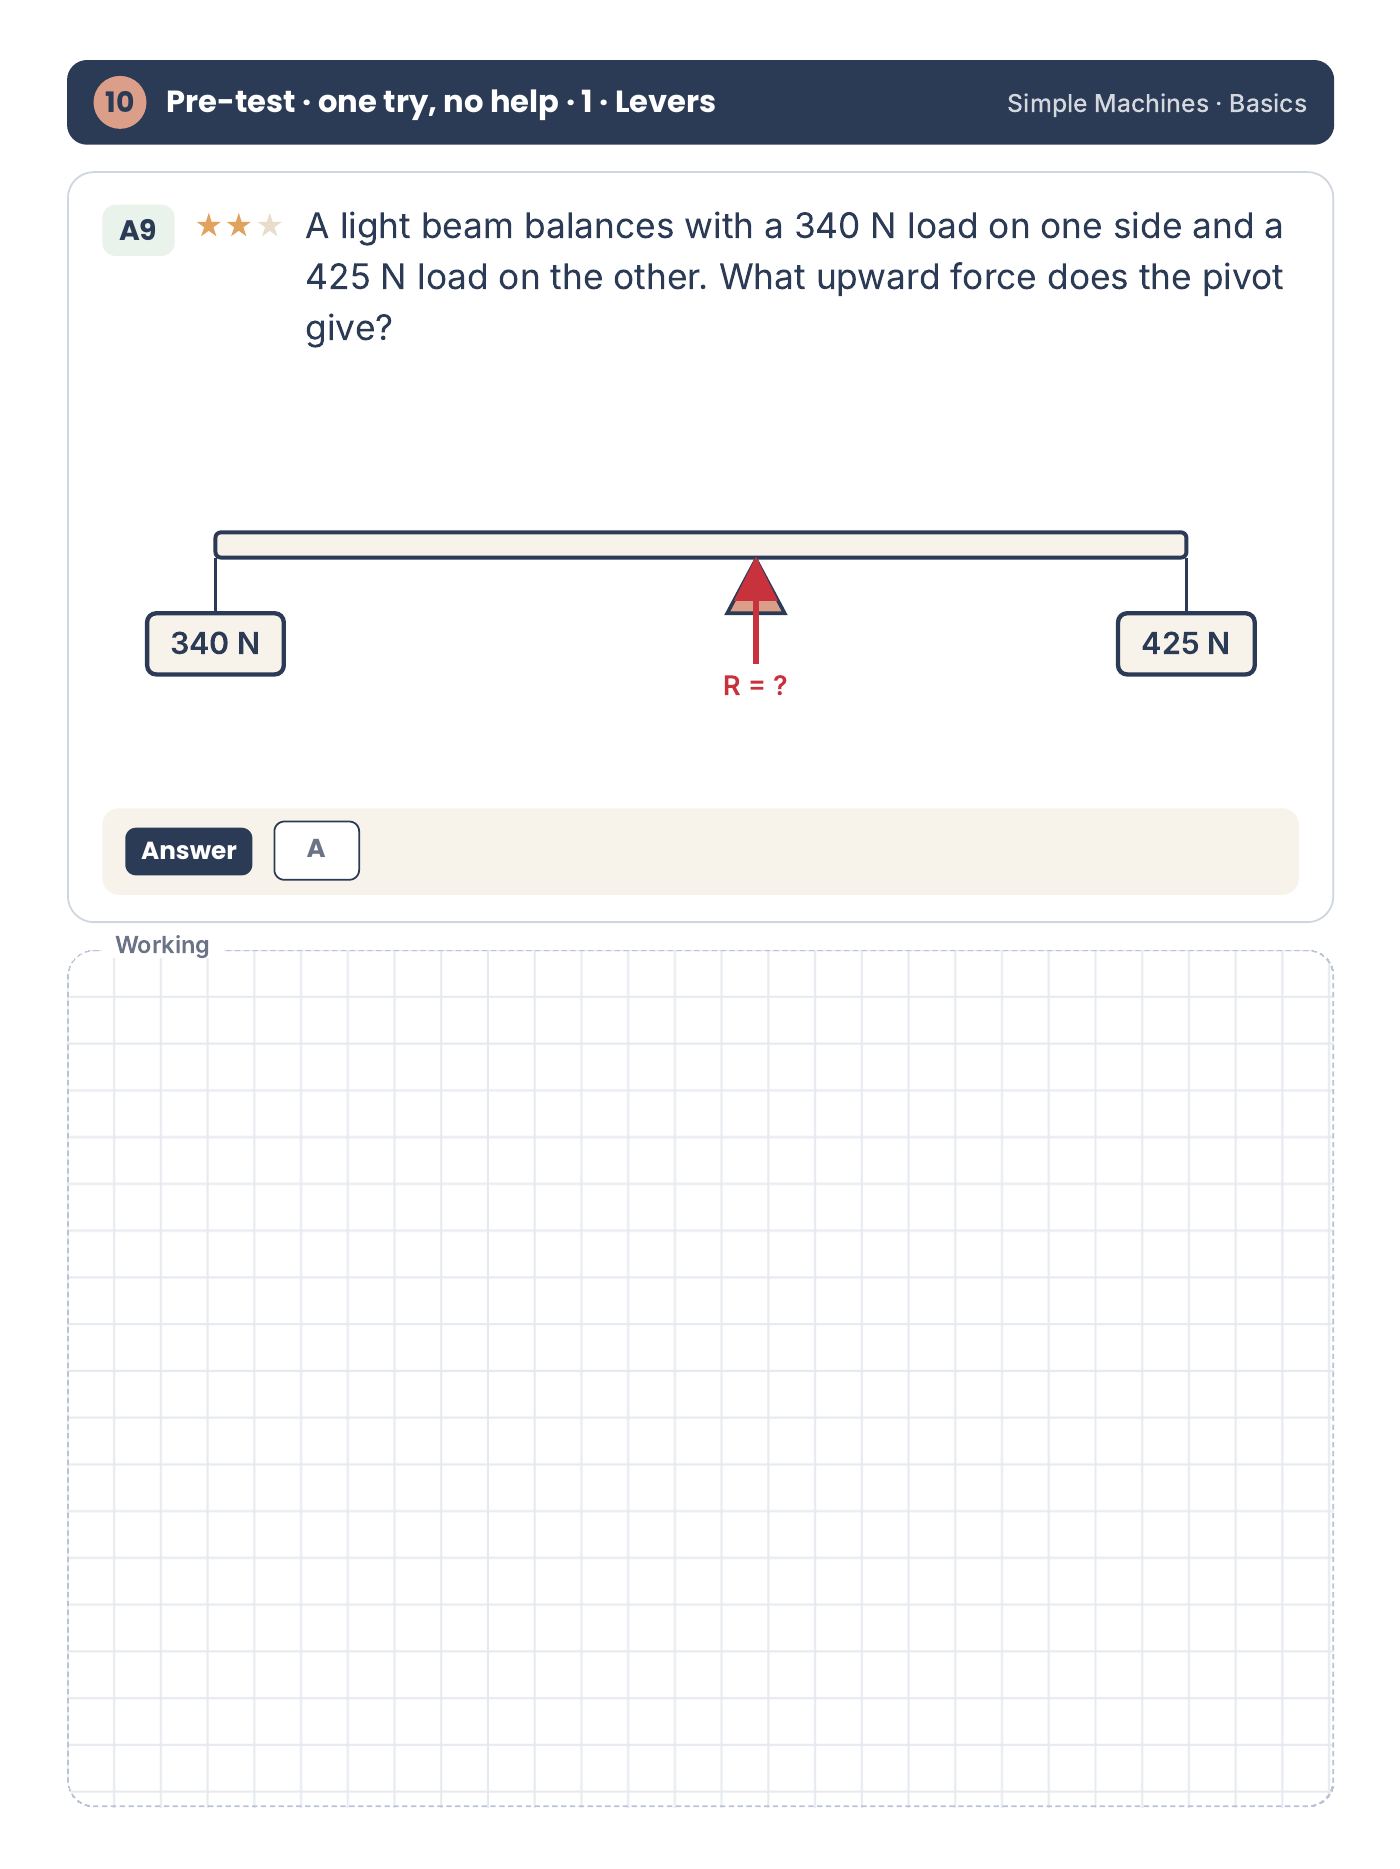 10 Pre-test · one try, no help · 1 · Levers
Simple Machines · Basics
A9 ★★★ A light beam balances with a 340 N load on one side and a
425 N load on the other. What upward force does the pivot
give?
340 N
425 N
R = ?
Answer A
Working